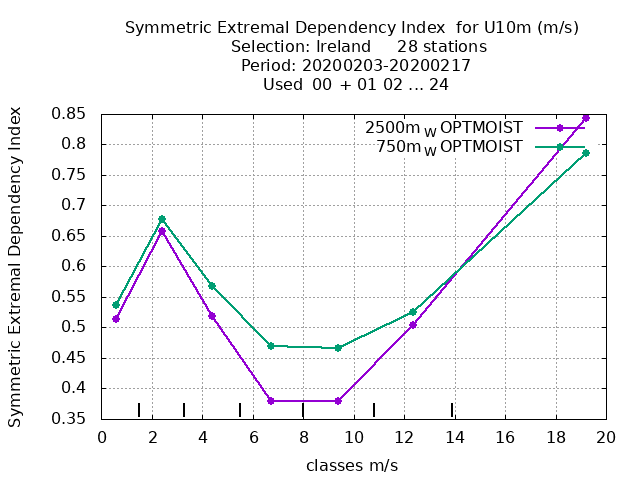 Symmetric Extremal Dependency Index for U10m (m/s)
Selection: Ireland 28 stations
Period: 20200203-20200217
Used 00 + 01 02 ... 24
Symmetric Extremal Dependency Index
0.85
0.8
0.75
0.7
0.65
0.6
0.55
0.5
0.45
0.4
0.35
2500m W OPTMOIST
750m W OPTMOIST
0 2 4 6 8 10 12 14 16 18 20
classes m/s